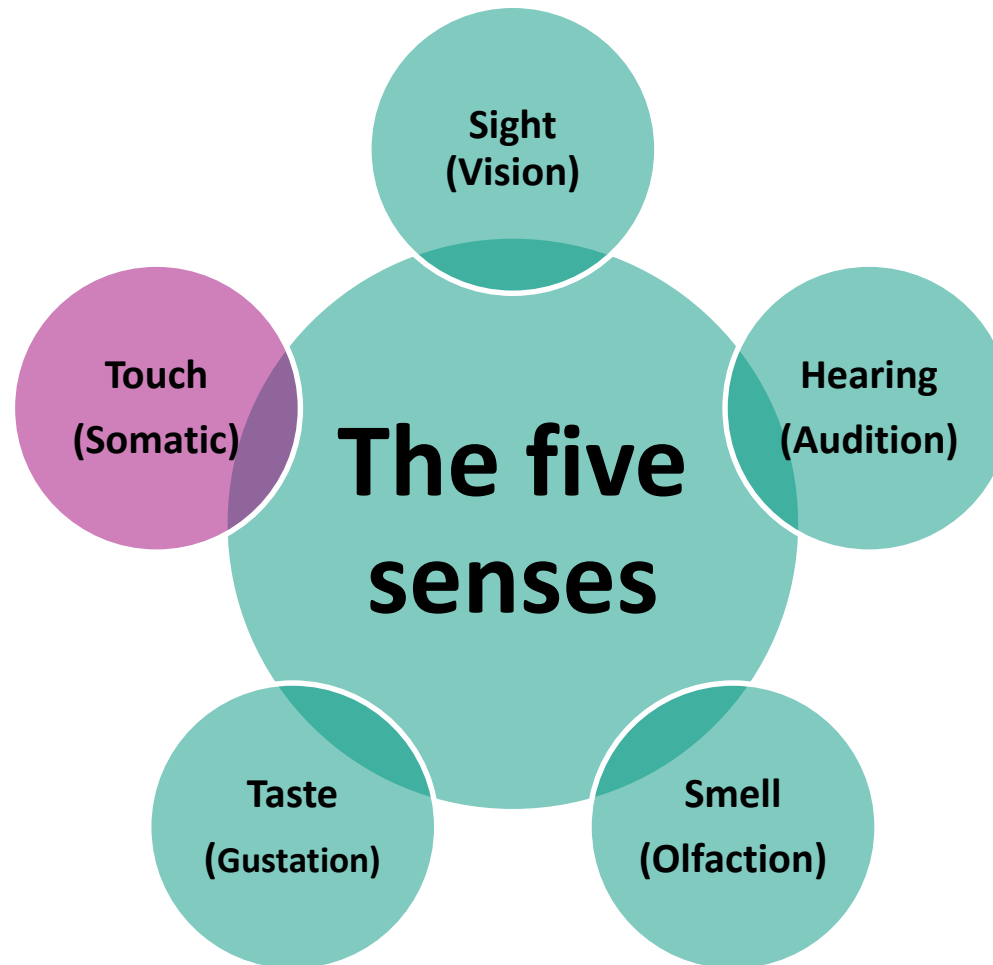 Sight
(Vision)
Touch
(Somatic)
Hearing
(Audition)
The five
senses
Taste
(Gustation)
Smell
(Olfaction)